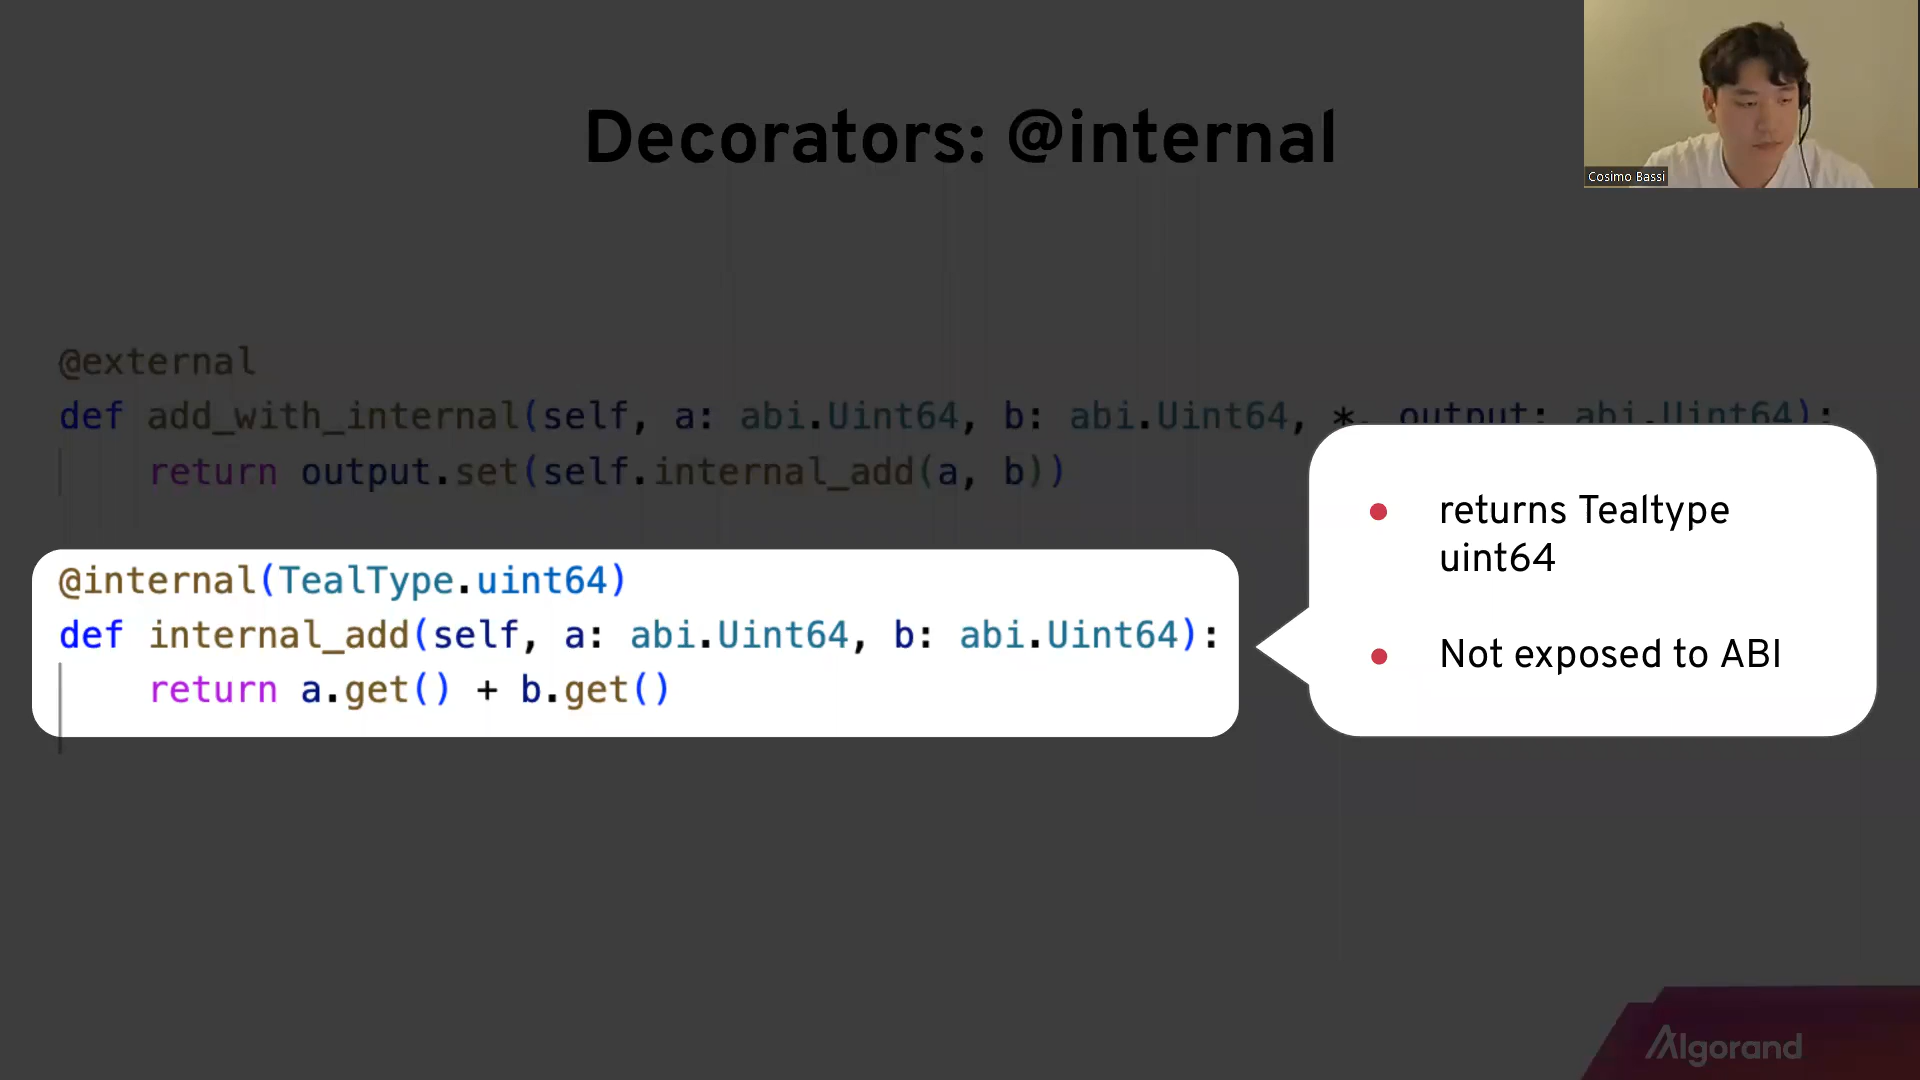 Decorators: @internal
Cosimo Bassi
@external
def add_with_internal(self, a: abi.Uint64, b: abi.Uint64, *, output: abi.Uint64):
return output.set(self.internal_add(a, b))
@internal(TealType.uint64)
def internal_add(self, a: abi.Uint64, b: abi.Uint64):
return a.get() + b.get()
returns Tealtype
uint64
Not exposed to ABI
Algorand